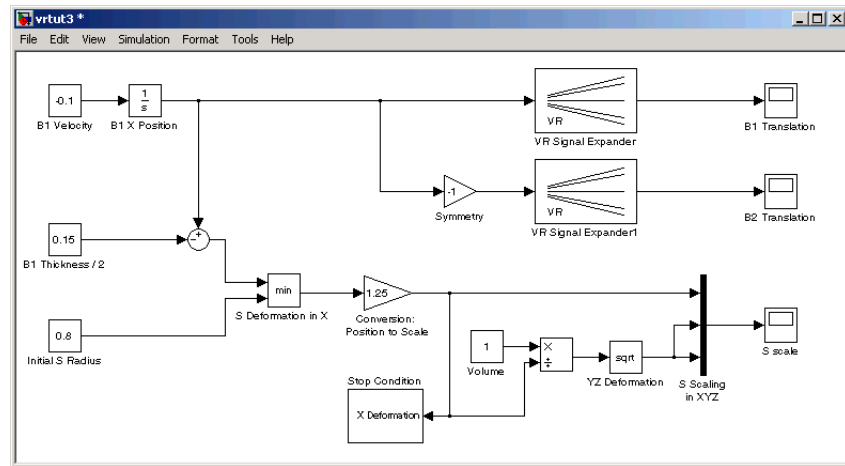 vrtut3 *
File Edit View Simulation Format Tools Help
-0.1
B1 Velocity
1
s
B1 X Position
VR
VR Signal Expander
B1 Translation
-1
Symmetry
VR
VR Signal Expander1
B2 Translation
0.15
B1 Thickness / 2
- +
min
S Deformation in X
1.25
Conversion:
Position to Scale
0.8
Initial S Radius
1
Volume
×
÷
sqrt
YZ Deformation
S Scaling
in XYZ
S scale
Stop Condition
X Deformation